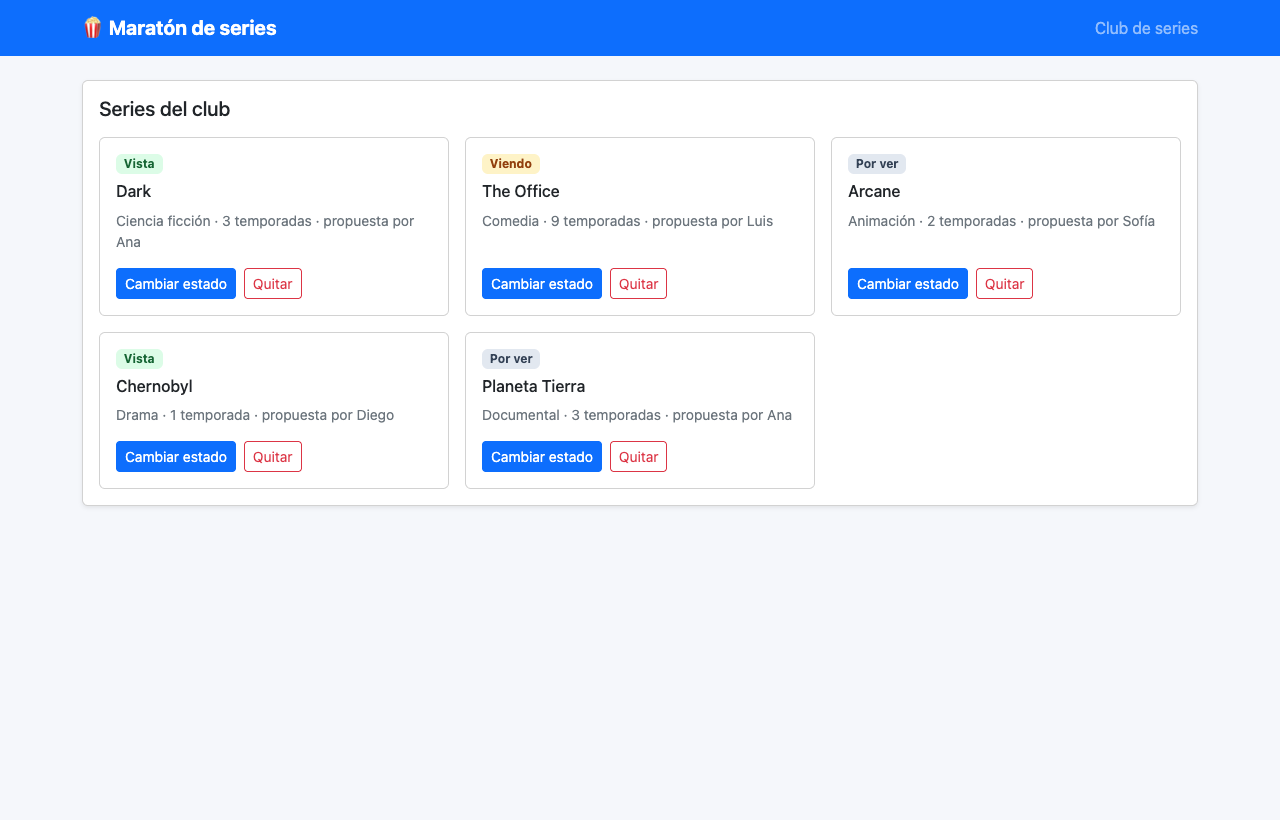 🍿 Maratón de series
Club de series
Series del club
Vista
Dark
Ciencia ficción · 3 temporadas · propuesta por
Ana
Cambiar estado
Quitar
Viendo
The Office
Comedia · 9 temporadas · propuesta por Luis
Cambiar estado
Quitar
Por ver
Arcane
Animación · 2 temporadas · propuesta por Sofía
Cambiar estado
Quitar
Vista
Chernobyl
Drama · 1 temporada · propuesta por Diego
Cambiar estado
Quitar
Por ver
Planeta Tierra
Documental · 3 temporadas · propuesta por Ana
Cambiar estado
Quitar